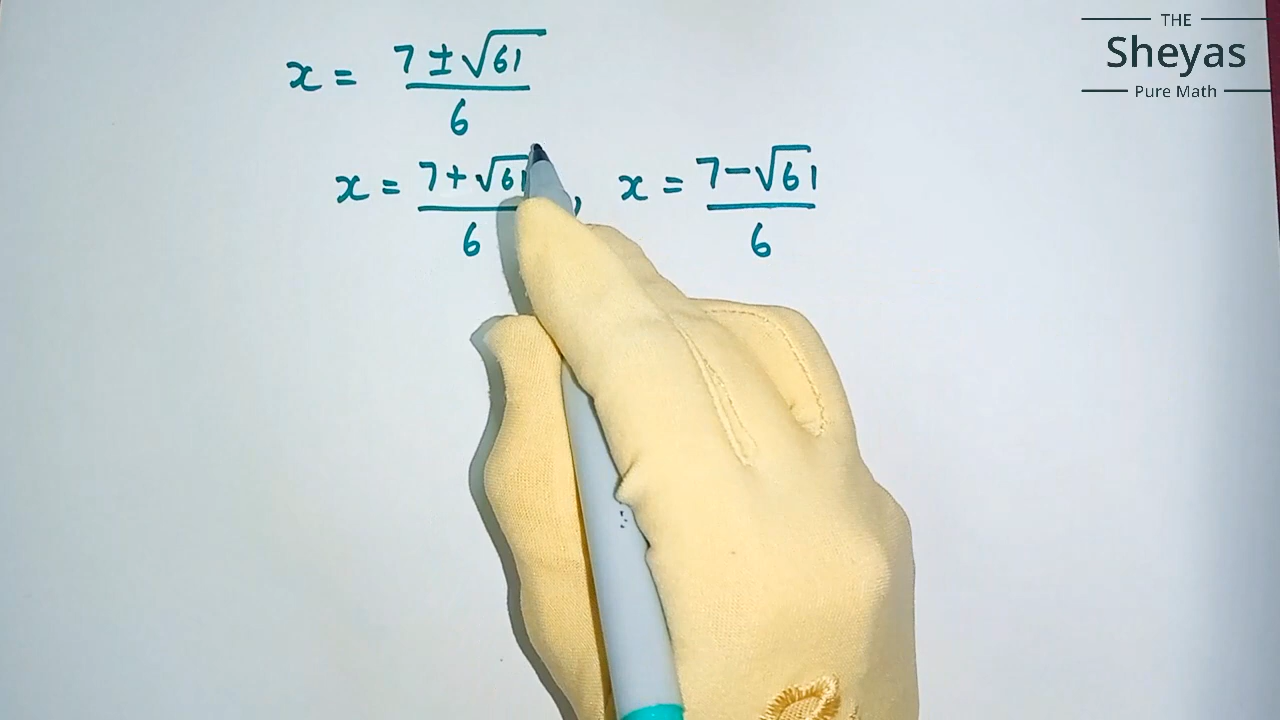 THE
Sheyas
Pure Math
x = 7 ± √61 / 6
x = 7 + √61 / 6 , x = 7 − √61 / 6